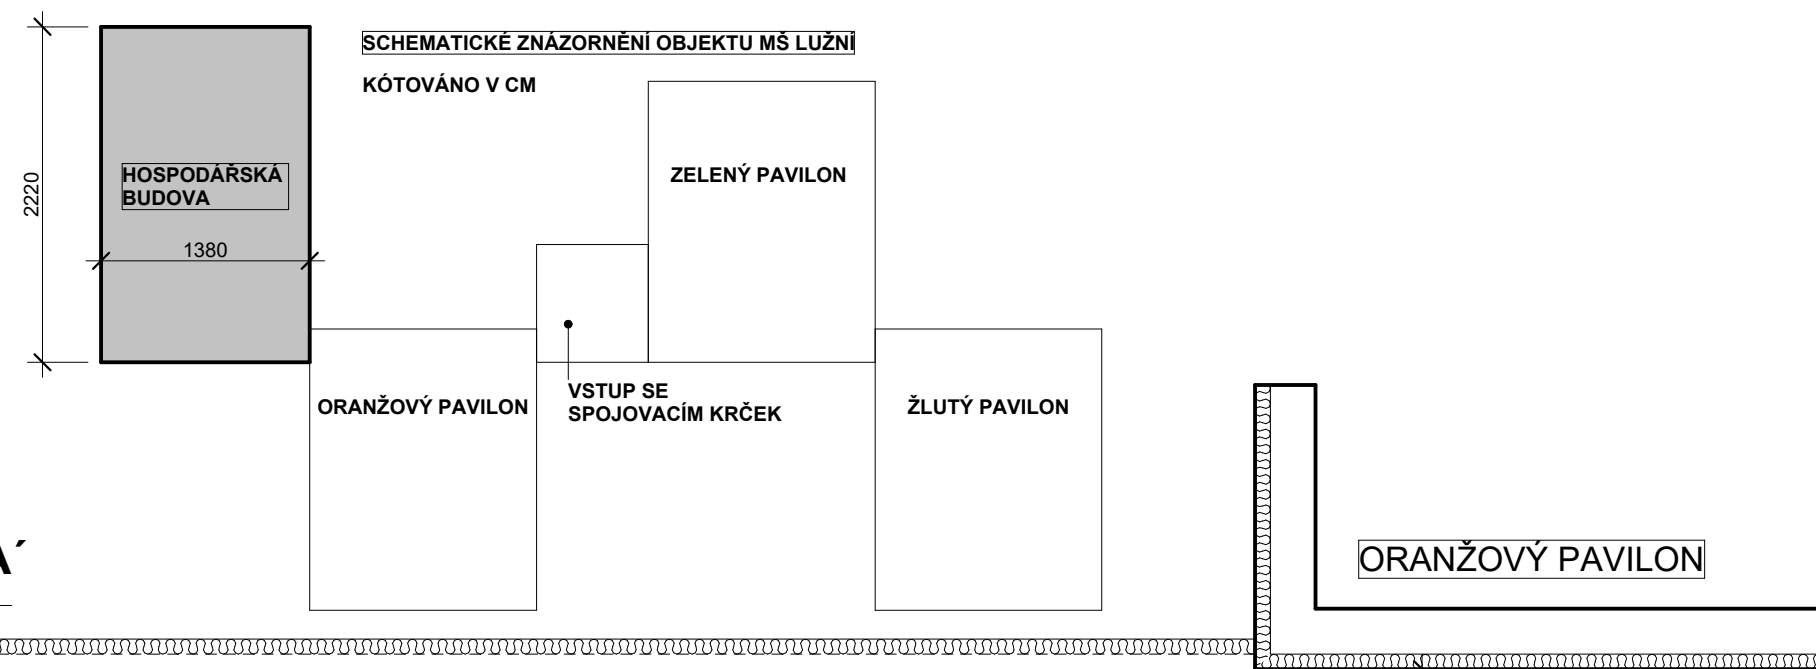 SCHEMATICKÉ ZNÁZORNĚNÍ OBJEKTU MŠ LUŽNÍ
KÓTOVÁNO V CM
2220
HOSPODÁŘSKÁ
BUDOVA
1380
ZELENÝ PAVILON
ORANŽOVÝ PAVILON
VSTUP SE
SPOJOVACÍM KRČEK
ŽLUTÝ PAVILON
A´
ORANŽOVÝ PAVILON